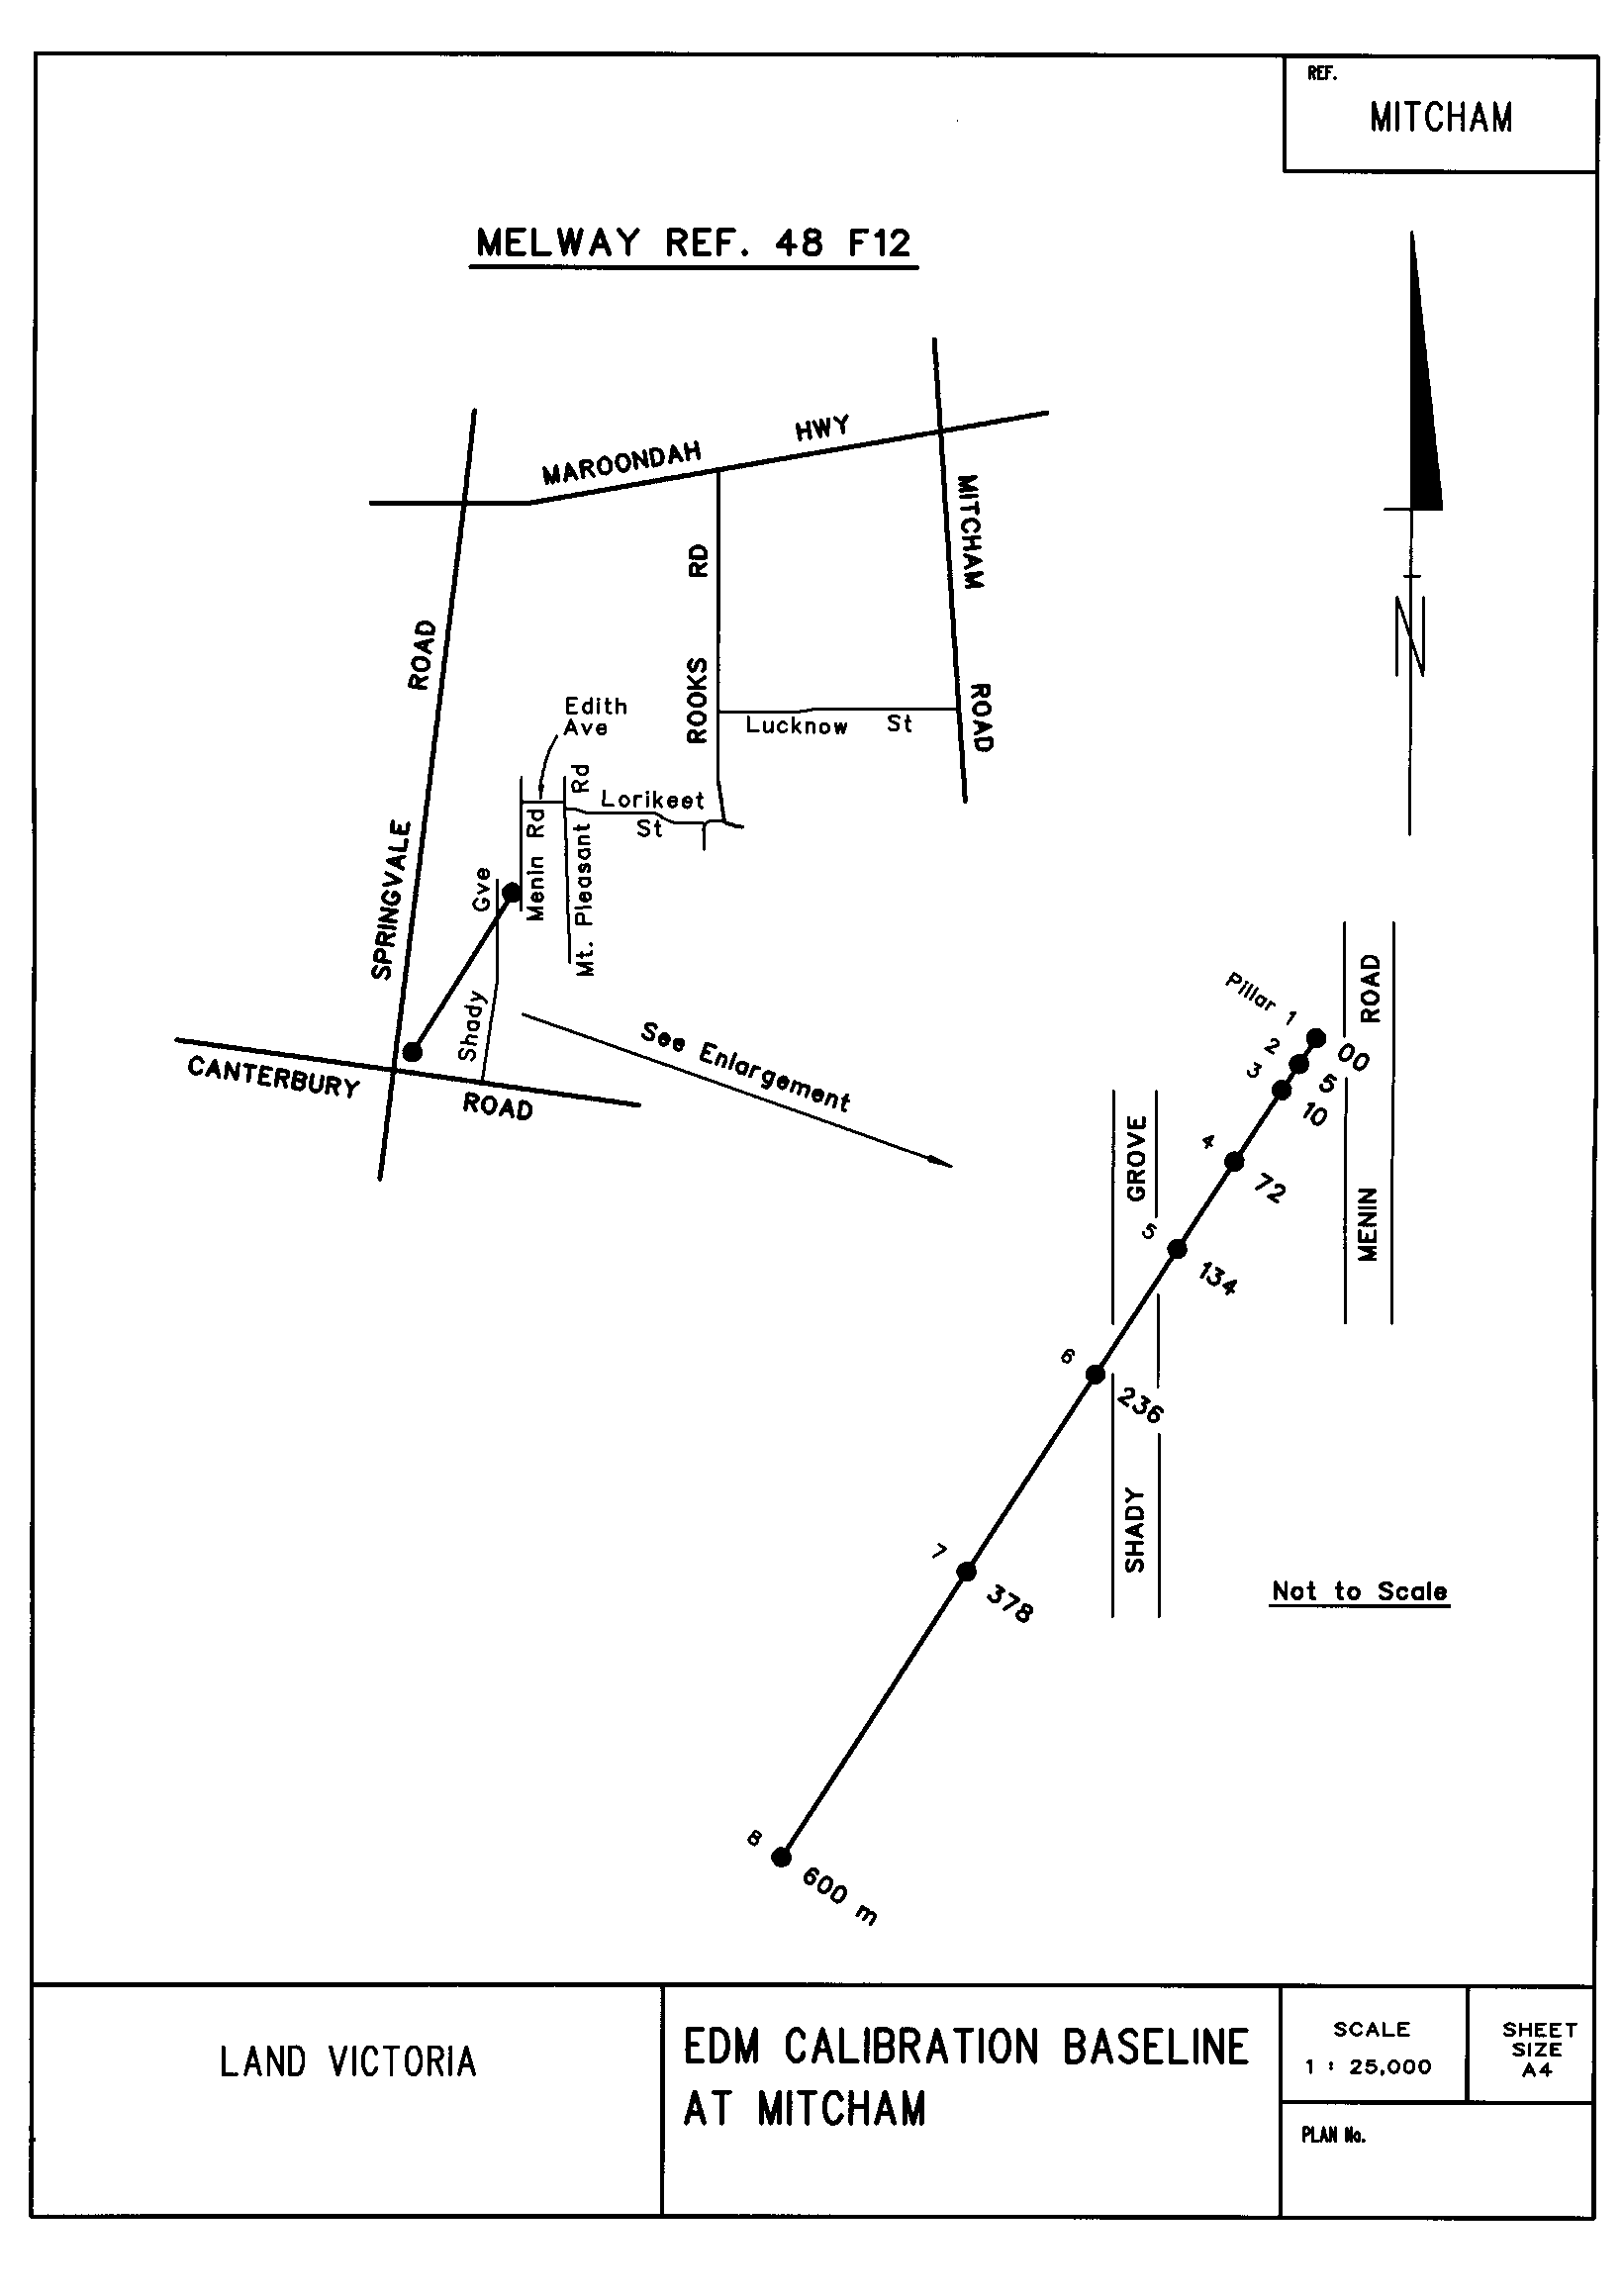 REF.
MITCHAM
MELWAY REF. 48 F12
MAROONDAH HWY
MITCHAM ROAD
ROOKS RD
SPRINGVALE ROAD
Edith
Ave
Lucknow St
Lorikeet
St
Menin Rd
Mt. Pleasant Rd
Shady Gve
CANTERBURY ROAD
See Enlargement
N
Pillar 1
00
2
5
3
10
4
72
5
134
6
236
7
378
8
600 m
MENIN ROAD
SHADY GROVE
Not to Scale
LAND VICTORIA
EDM CALIBRATION BASELINE
AT MITCHAM
SCALE
1 : 25,000
SHEET
SIZE
A4
PLAN No.